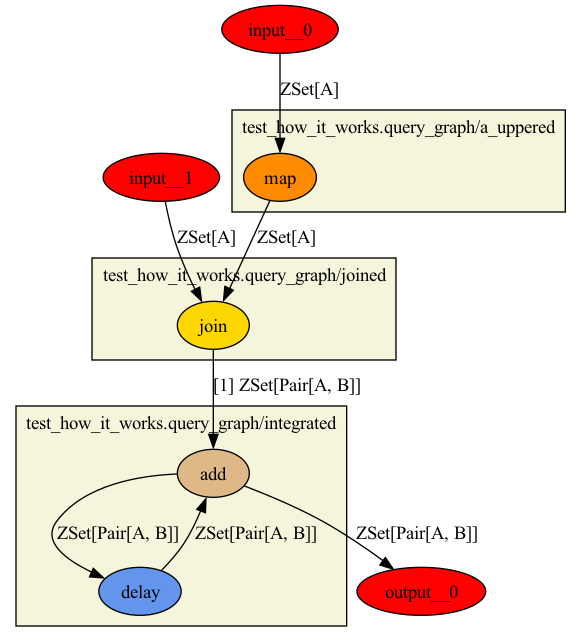 input__0
ZSet[A]
test_how_it_works.query_graph/a_uppered
input__1
map
ZSet[A]
ZSet[A]
test_how_it_works.query_graph/joined
join
[1] ZSet[Pair[A, B]]
test_how_it_works.query_graph/integrated
add
ZSet[Pair[A, B]]
ZSet[Pair[A, B]]
ZSet[Pair[A, B]]
delay
output__0